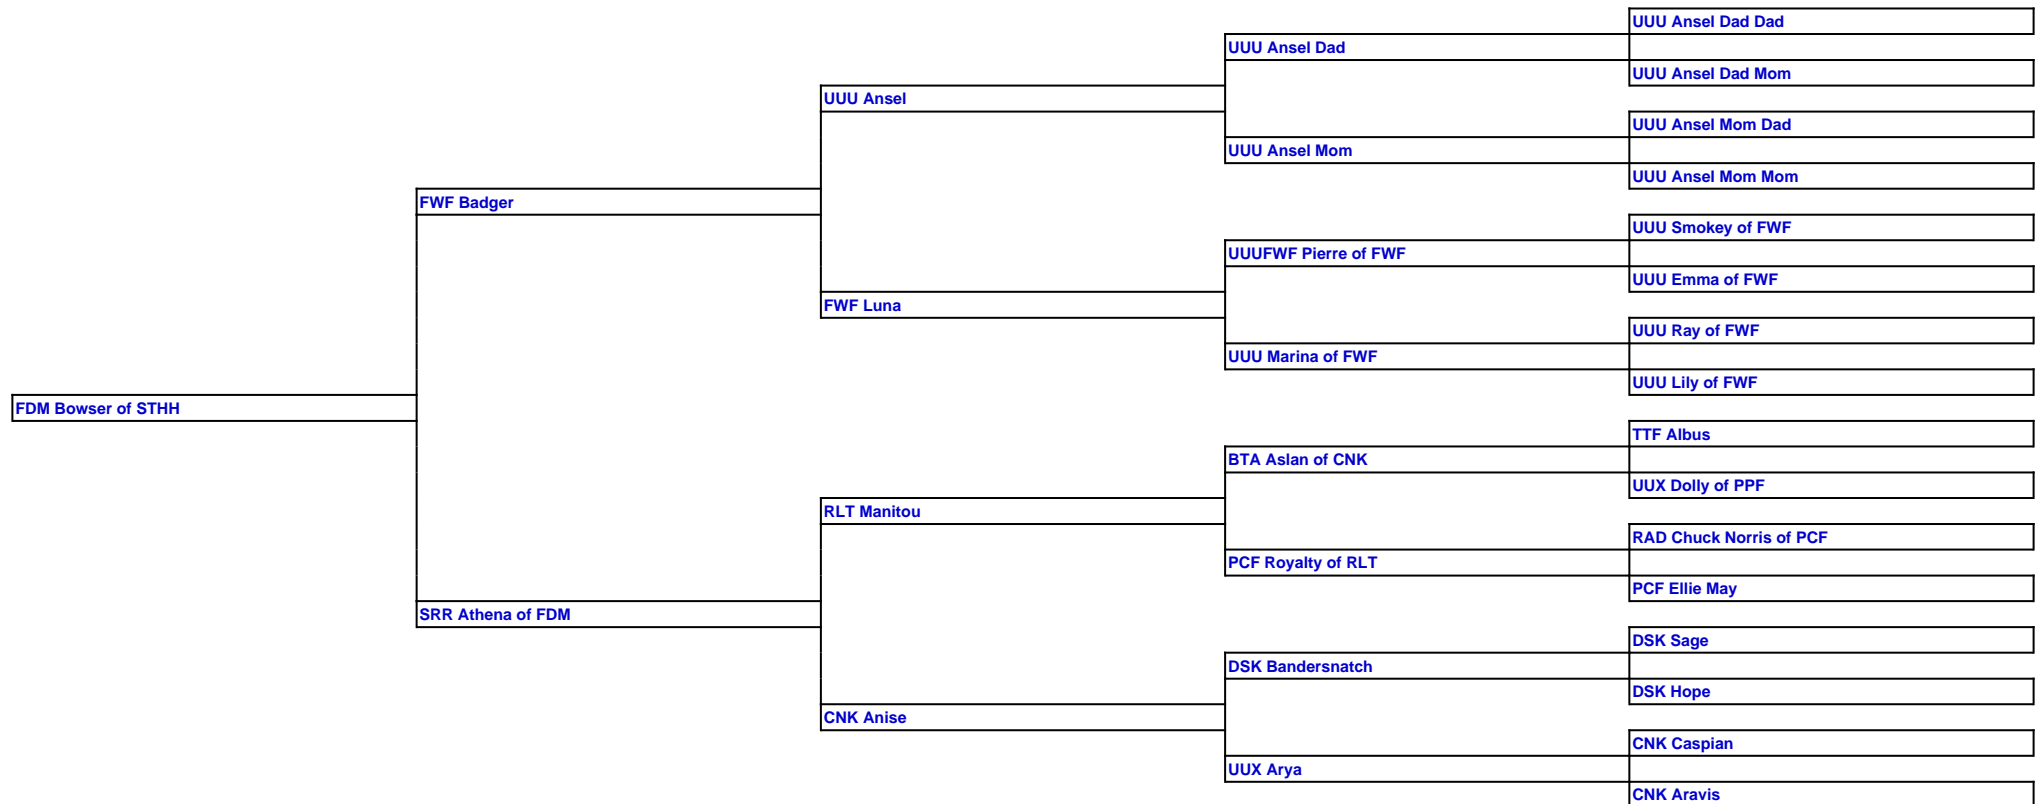 UUU Ansel Dad Dad
UUU Ansel Dad
UUU Ansel Dad Mom
UUU Ansel
UUU Ansel Mom Dad
UUU Ansel Mom
UUU Ansel Mom Mom
FWF Badger
UUU Smokey of FWF
UUUFWF Pierre of FWF
UUU Emma of FWF
FWF Luna
UUU Ray of FWF
UUU Marina of FWF
UUU Lily of FWF
FDM Bowser of STHH
TTF Albus
BTA Aslan of CNK
UUX Dolly of PPF
RLT Manitou
RAD Chuck Norris of PCF
PCF Royalty of RLT
PCF Ellie May
SRR Athena of FDM
DSK Sage
DSK Bandersnatch
DSK Hope
CNK Anise
CNK Caspian
UUX Arya
CNK Aravis